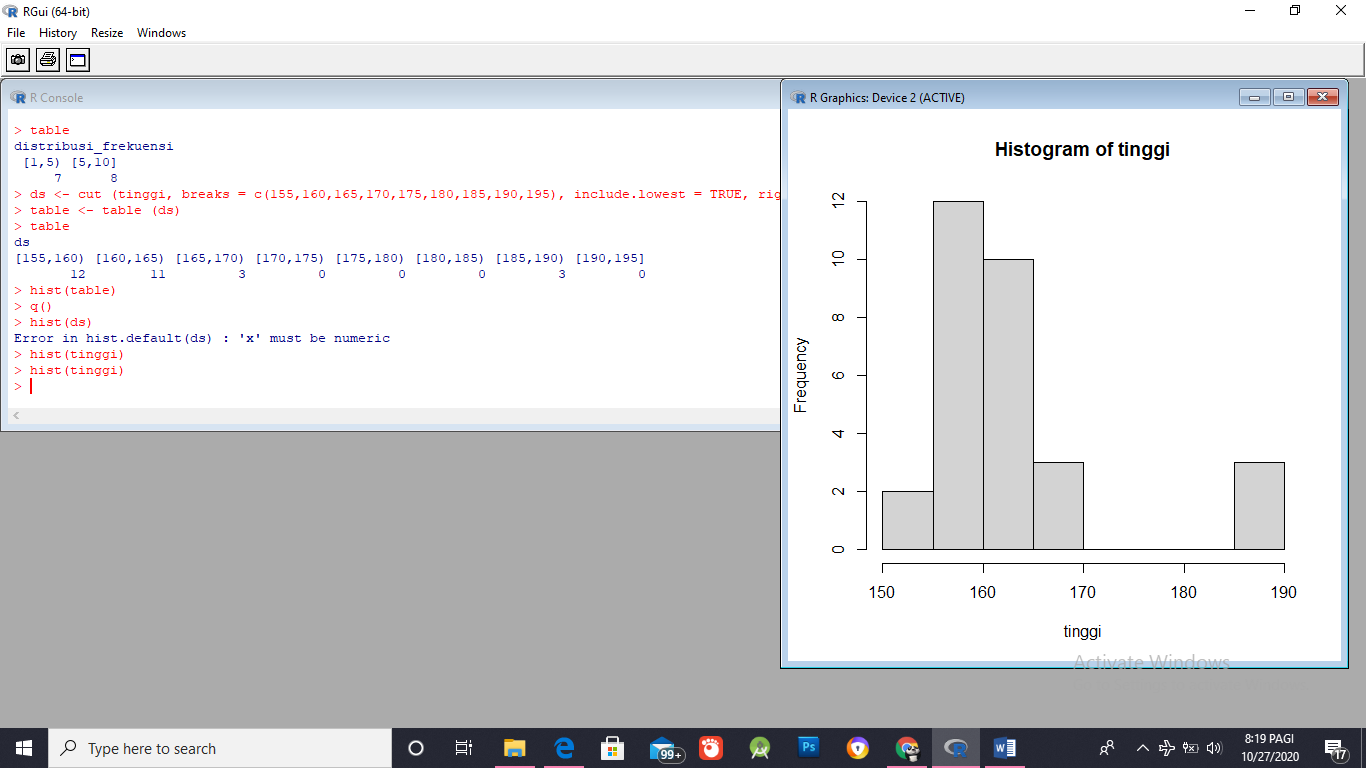 RGui (64-bit)
File History Resize Windows
R Console
> table
distribusi_frekuensi
[1,5) [5,10]
7 8
> ds <- cut (tinggi, breaks = c(155,160,165,170,175,180,185,190,195), include.lowest = TRUE, rig
> table <- table (ds)
> table
ds
[155,160) [160,165) [165,170) [170,175) [175,180) [180,185) [185,190) [190,195]
12 11 3 0 0 0 3 0
> hist(table)
> q()
> hist(ds)
Error in hist.default(ds) : 'x' must be numeric
> hist(tinggi)
> hist(tinggi)
>
R Graphics: Device 2 (ACTIVE)
Histogram of tinggi
Frequency
12
10
8
6
4
2
0
150 160 170 180 190
tinggi
Activate Windows
Type here to search
99+
Ps
8:19 PAGI
10/27/2020
17